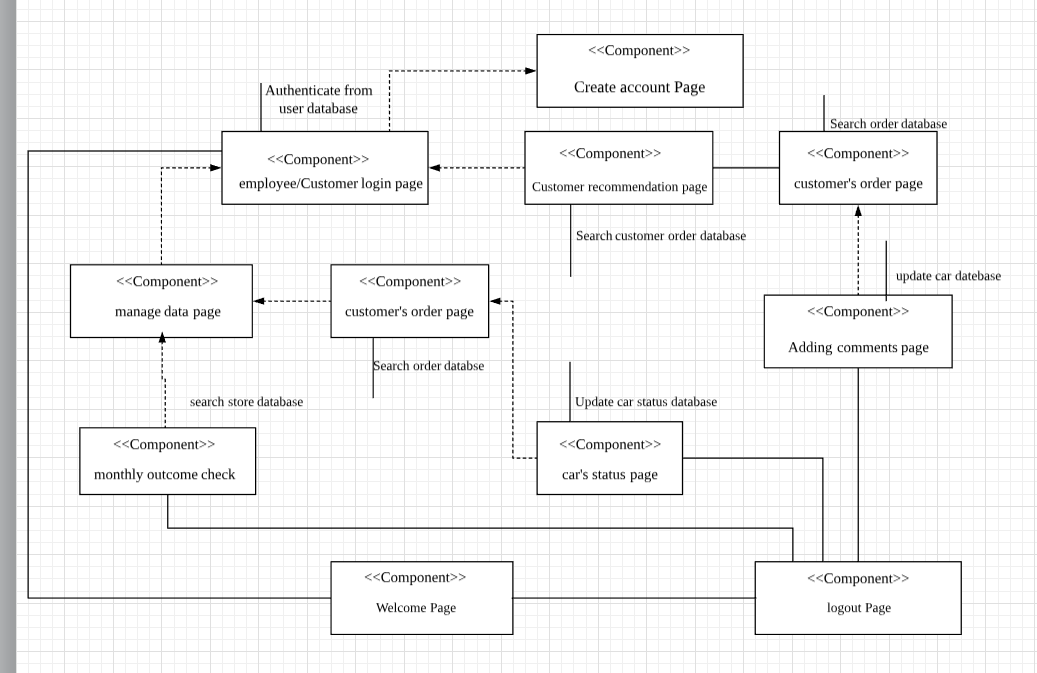 <<Component>>
Create account Page
Authenticate from
user database
Search order database
<<Component>>
employee/Customer login page
<<Component>>
Customer recommendation page
<<Component>>
customer's order page
Search customer order database
update car datebase
<<Component>>
manage data page
<<Component>>
customer's order page
<<Component>>
Adding comments page
Search order databse
search store database
Update car status database
<<Component>>
monthly outcome check
<<Component>>
car's status page
<<Component>>
Welcome Page
<<Component>>
logout Page